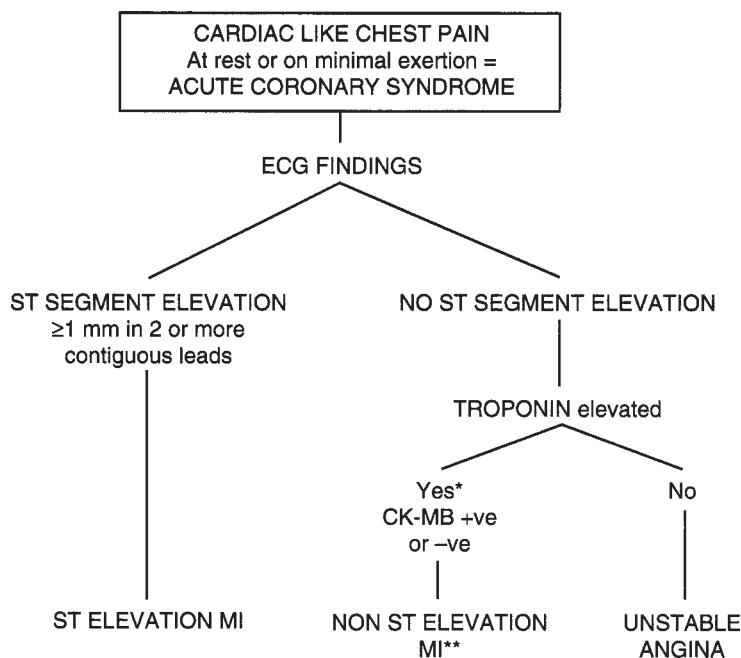 CARDIAC LIKE CHEST PAIN
At rest or on minimal exertion =
ACUTE CORONARY SYNDROME
ECG FINDINGS
ST SEGMENT ELEVATION
≥1 mm in 2 or more
contiguous leads
NO ST SEGMENT ELEVATION
TROPONIN elevated
Yes*
CK-MB +ve
or –ve
No
ST ELEVATION MI
NON ST ELEVATION
MI**
UNSTABLE
ANGINA